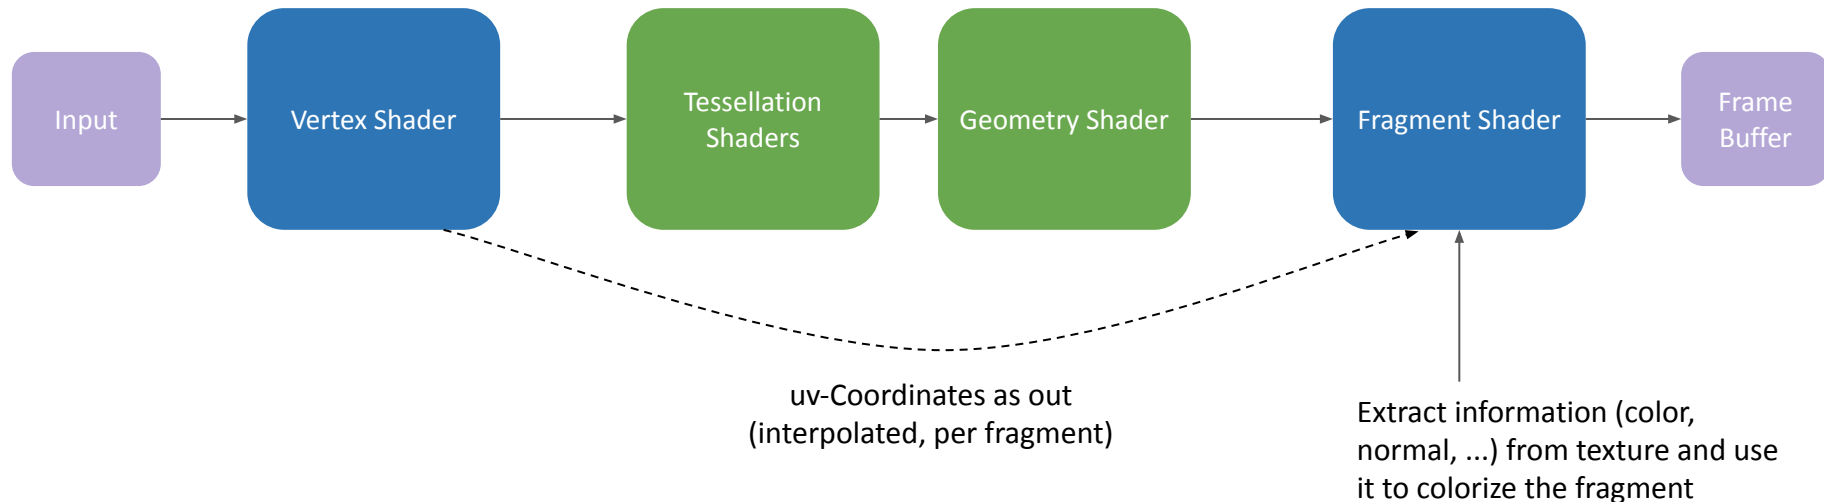 Input
Vertex Shader
Tessellation
Shaders
Geometry Shader
Fragment Shader
Frame
Buffer
uv-Coordinates as out
(interpolated, per fragment)
Extract information (color,
normal, ...) from texture and use
it to colorize the fragment